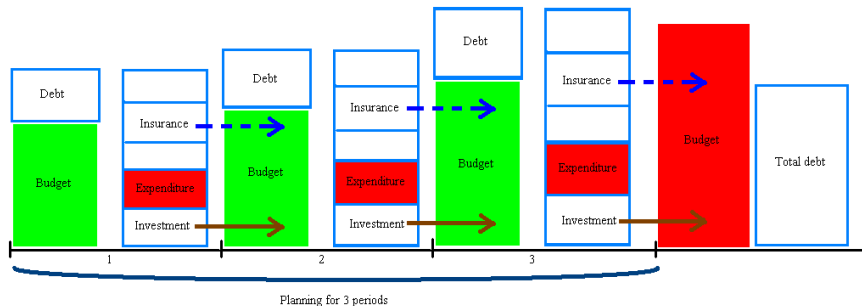 Debt
Budget
Insurance
Expenditure
Investment
Debt
Budget
Insurance
Expenditure
Investment
Debt
Budget
Insurance
Expenditure
Investment
Budget
Total debt
1
2
3
Planning for 3 periods